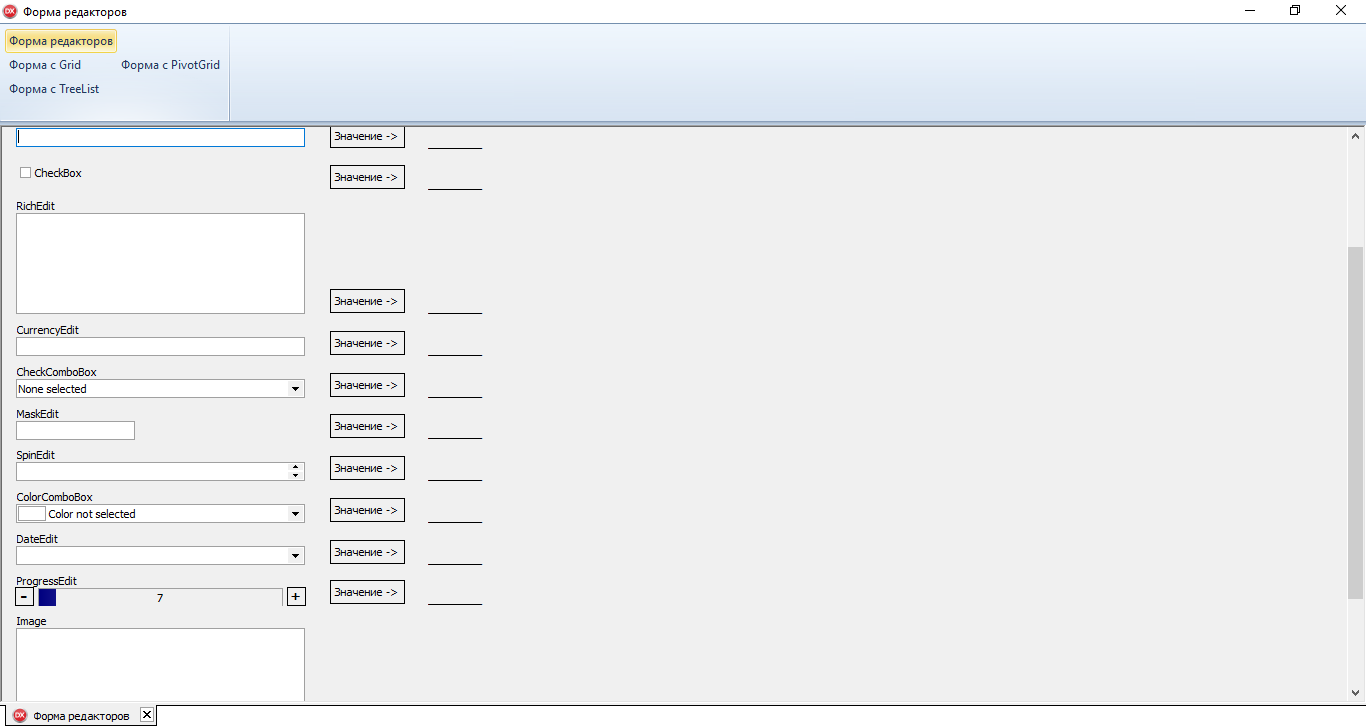 Форма редакторов
Форма редакторов
Форма с Grid Форма с PivotGrid
Форма с TreeList
Значение ->
CheckBox Значение ->
RichEdit
Значение ->
CurrencyEdit
Значение ->
CheckComboBox
None selected Значение ->
MaskEdit
Значение ->
SpinEdit
Значение ->
ColorComboBox
Color not selected Значение ->
DateEdit
Значение ->
ProgressEdit
- 7 + Значение ->
Image
DX Форма редакторов